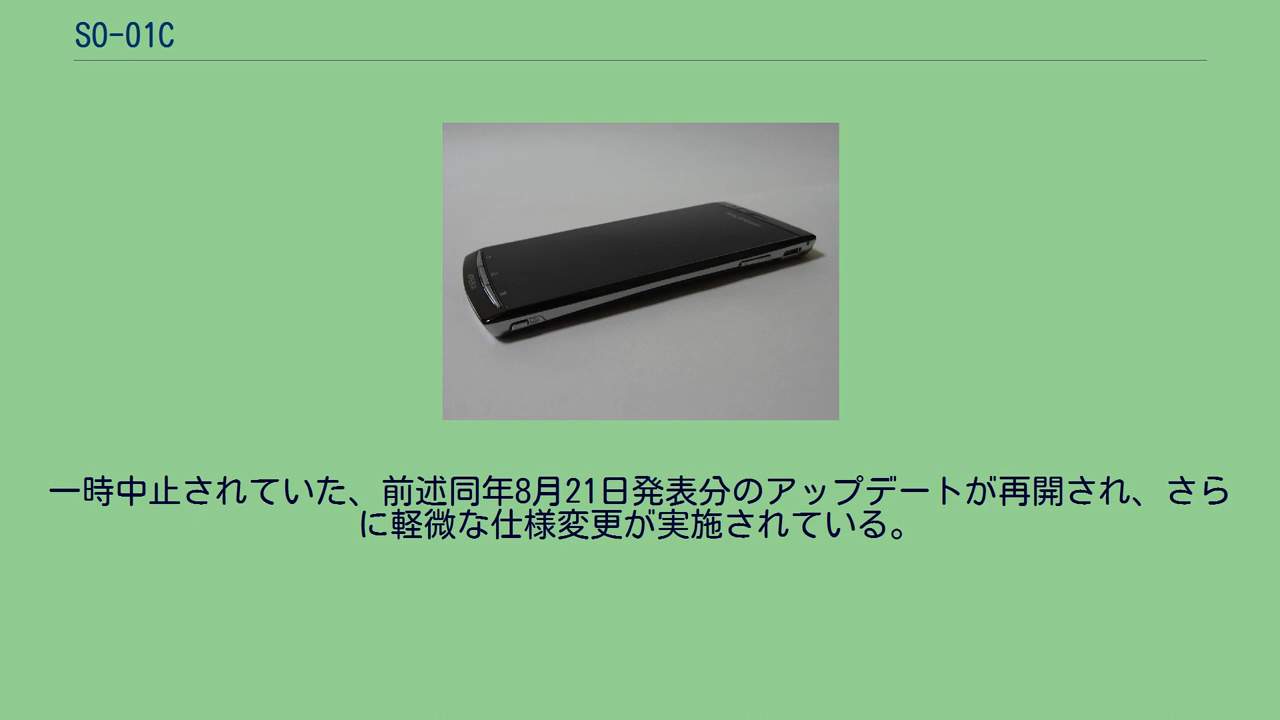 SO-01C
一時中止されていた、前述同年8月21日発表分のアップデートが再開され、さら
に軽微な仕様変更が実施されている。